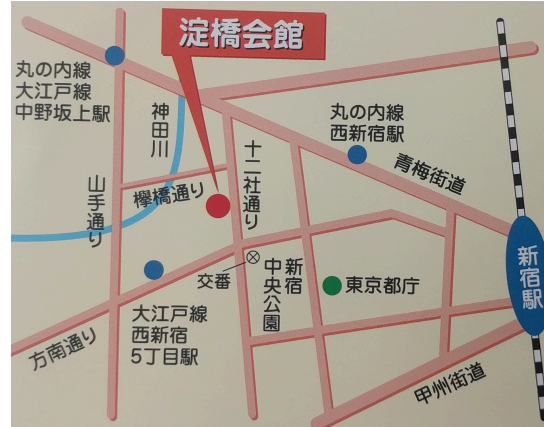 淀橋会館
丸の内線
大江戸線
中野坂上駅
神田川
丸の内線
西新宿駅
青梅街道
山手通り
欅橋通り
十二社通り
新宿駅
交番
新宿
中央公園
東京都庁
大江戸線
西新宿
5丁目駅
方南通り
甲州街道